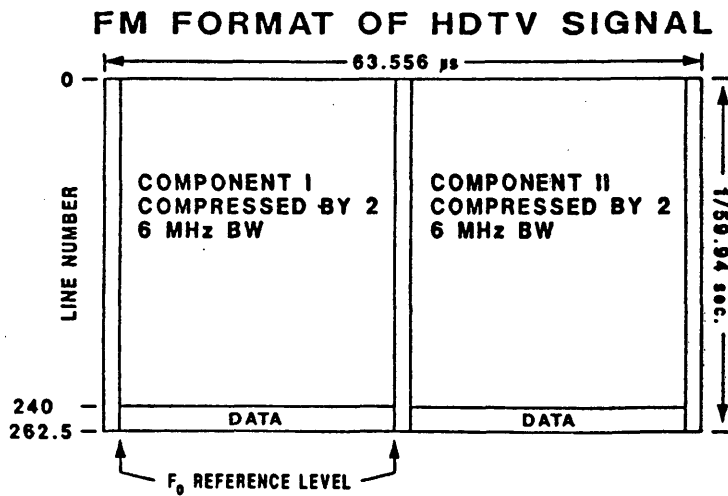 FM FORMAT OF HDTV SIGNAL
63.556 µs
0
COMPONENT I
COMPRESSED BY 2
6 MHz BW
COMPONENT II
COMPRESSED BY 2
6 MHz BW
LINE NUMBER
1/59.94 sec.
240
DATA
DATA
262.5
F₀ REFERENCE LEVEL